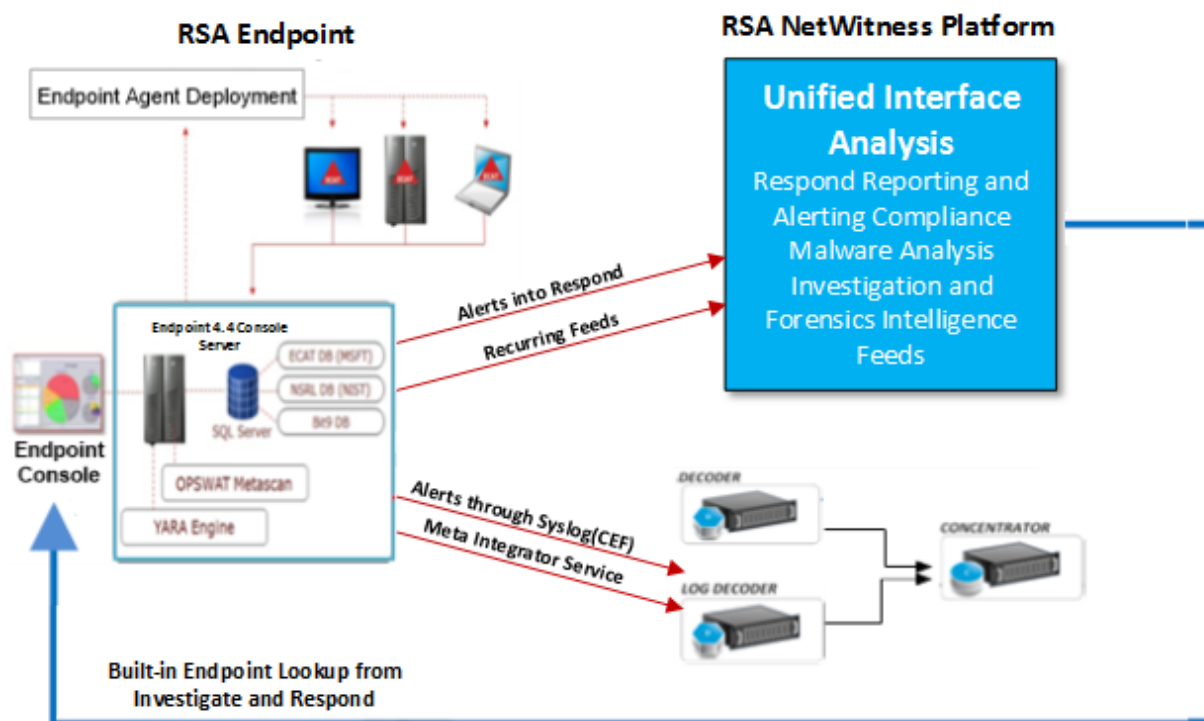 RSA Endpoint
RSA NetWitness Platform
Endpoint Agent Deployment
ECAT
ECAT
ECAT
Unified Interface
Analysis
Respond Reporting and
Alerting Compliance
Malware Analysis
Investigation and
Forensics Intelligence
Feeds
Alerts into Respond
Recurring Feeds
Endpoint 4.4 Console
Server
ECAT DB (MSFT)
NSRL DB (NIST)
Bit9 DB
SQL Server
OPSWAT Metascan
YARA Engine
Endpoint
Console
Alerts through Syslog(CEF)
Meta Integrator Service
DECODER
CONCENTRATOR
LOG DECODER
Built-in Endpoint Lookup from
Investigate and Respond